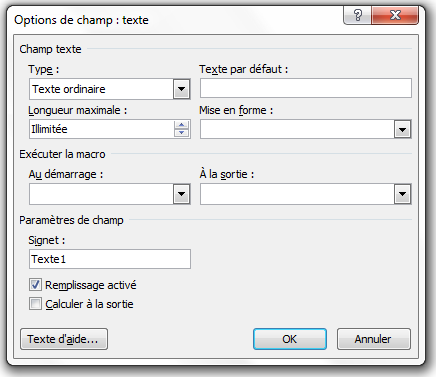 Options de champ : texte
Champ texte
Type : Texte par défaut :
Texte ordinaire
Longueur maximale : Mise en forme :
Illimitée
Exécuter la macro
Au démarrage : À la sortie :
Paramètres de champ
Signet :
Texte1
Remplissage activé
Calculer à la sortie
Texte d'aide... OK Annuler